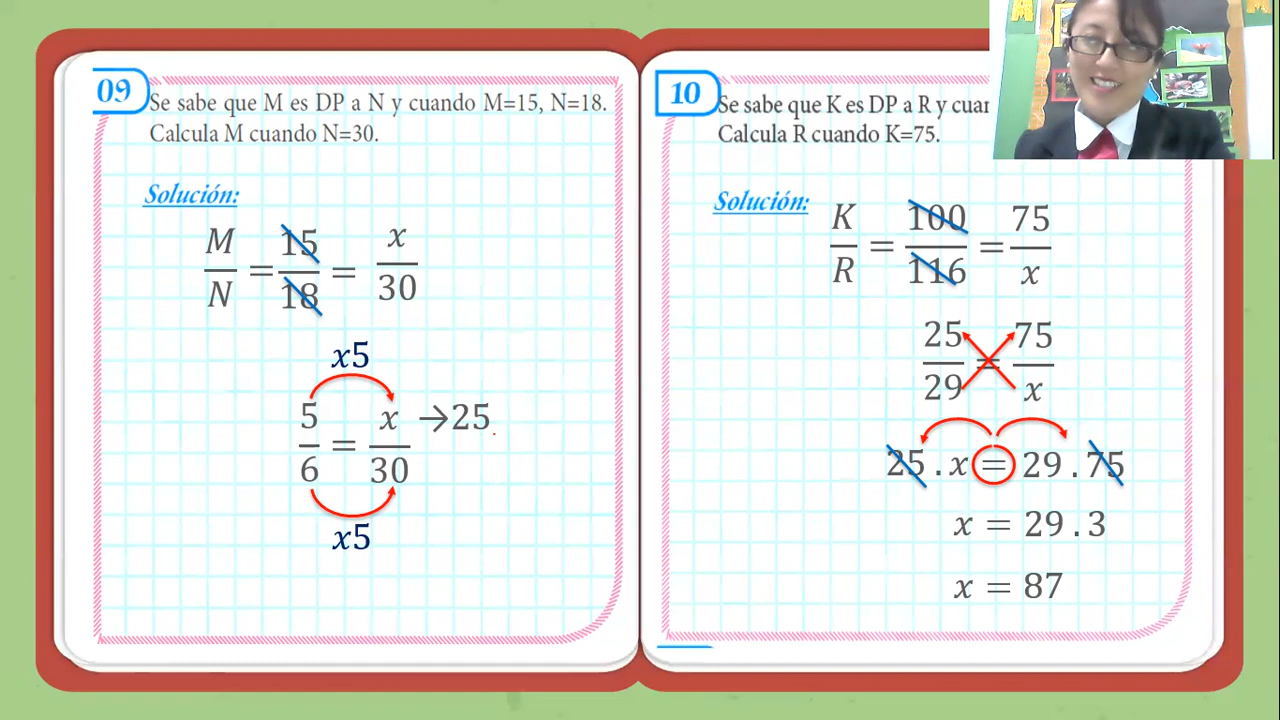 09
Se sabe que M es DP a N y cuando M=15, N=18.
Calcula M cuando N=30.
Solución:
M/N = 15/18 = x/30
x5
5/6 = x/30 →25
x5
10
Se sabe que K es DP a R y
Calcula R cuando K=75.
Solución:
K/R = 100/116 = 75/x
25/29 = 75/x
25 . x = 29 . 75
x = 29 . 3
x = 87